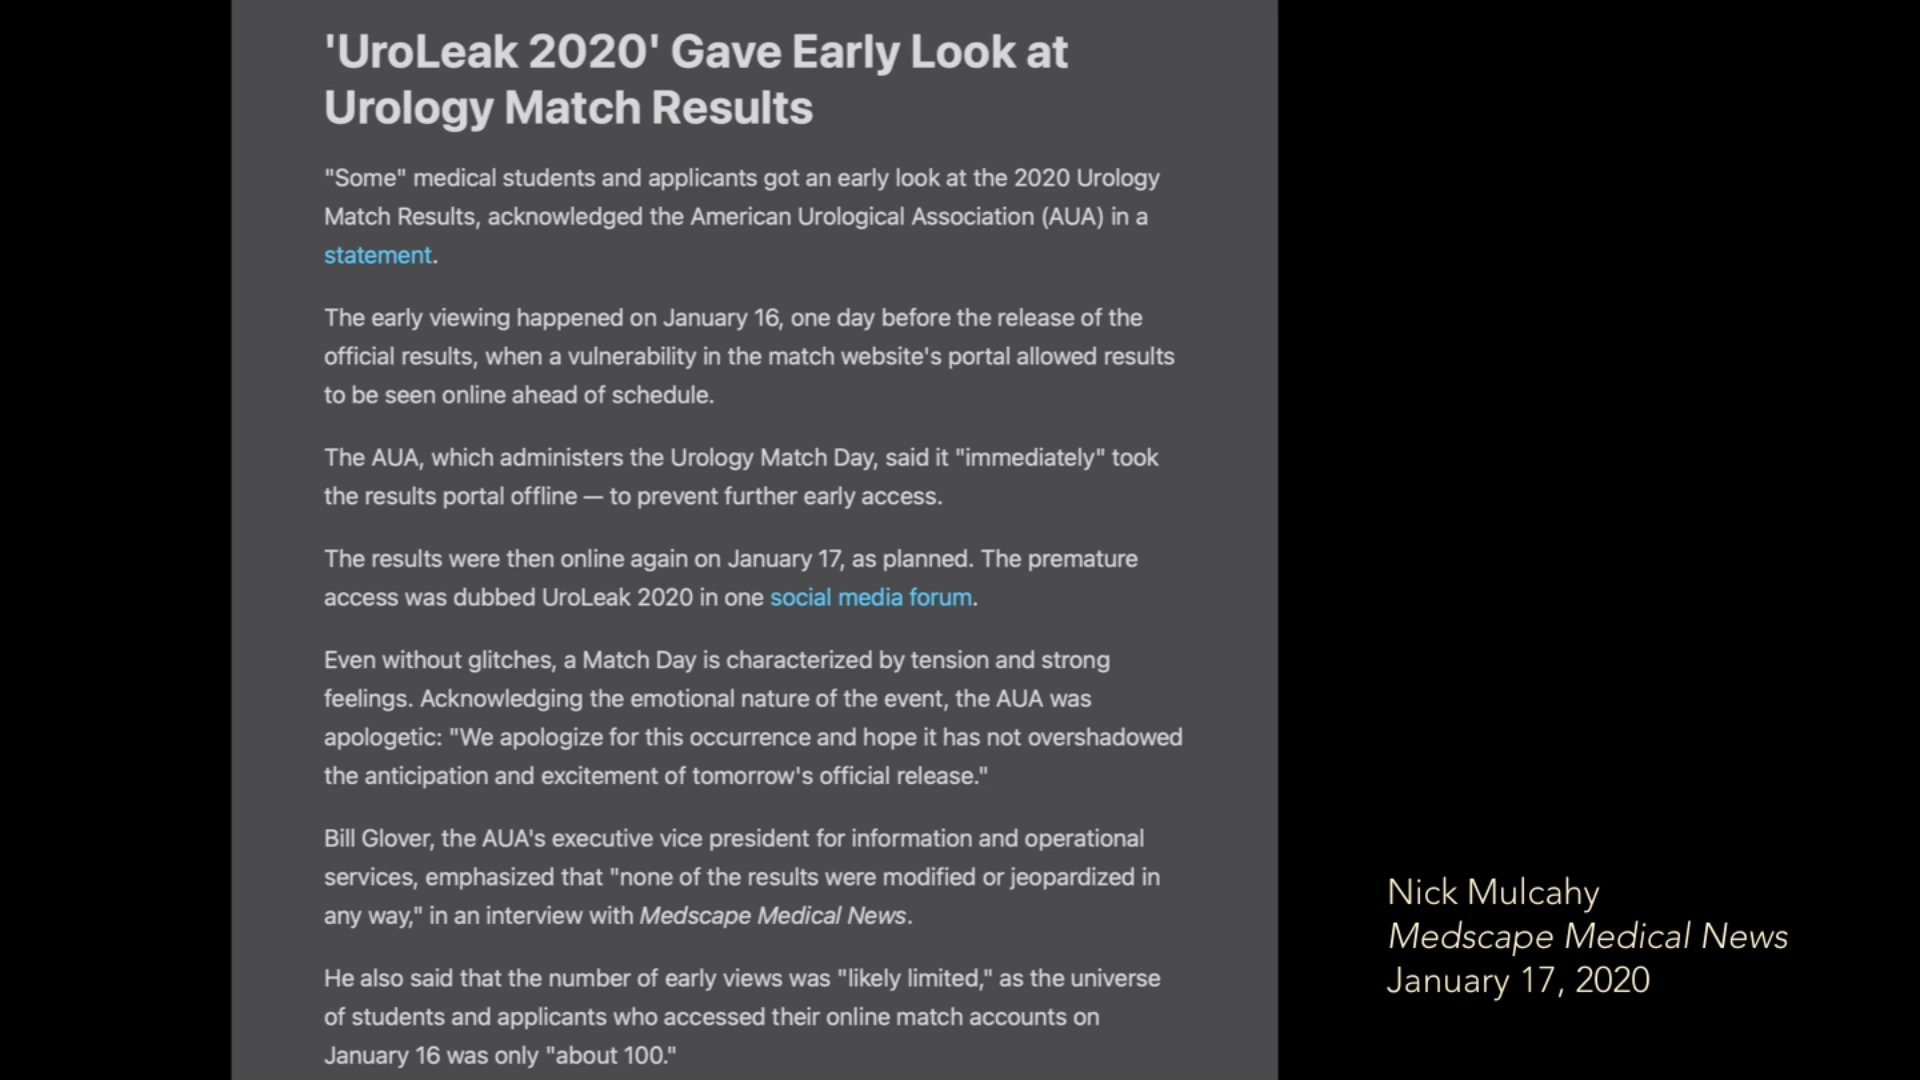 'UroLeak 2020' Gave Early Look at
Urology Match Results
"Some" medical students and applicants got an early look at the 2020 Urology
Match Results, acknowledged the American Urological Association (AUA) in a
statement.
The early viewing happened on January 16, one day before the release of the
official results, when a vulnerability in the match website's portal allowed results
to be seen online ahead of schedule.
The AUA, which administers the Urology Match Day, said it "immediately" took
the results portal offline — to prevent further early access.
The results were then online again on January 17, as planned. The premature
access was dubbed UroLeak 2020 in one social media forum.
Even without glitches, a Match Day is characterized by tension and strong
feelings. Acknowledging the emotional nature of the event, the AUA was
apologetic: "We apologize for this occurrence and hope it has not overshadowed
the anticipation and excitement of tomorrow's official release."
Bill Glover, the AUA's executive vice president for information and operational
services, emphasized that "none of the results were modified or jeopardized in
any way," in an interview with Medscape Medical News.
He also said that the number of early views was "likely limited," as the universe
of students and applicants who accessed their online match accounts on
January 16 was only "about 100."
Nick Mulcahy
Medscape Medical News
January 17, 2020